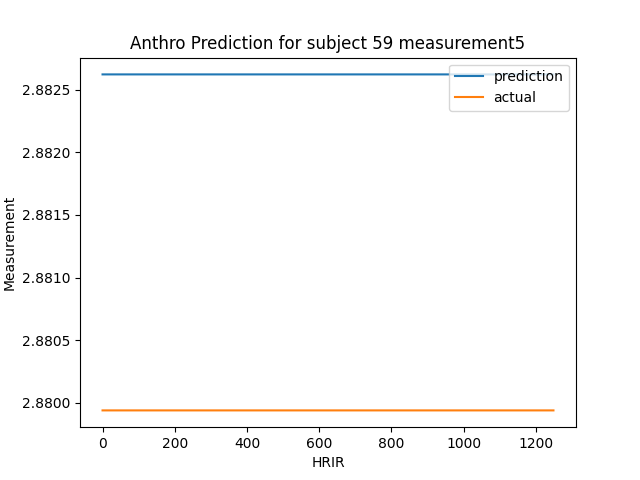 Anthro Prediction for subject 59 measurement5
prediction
actual
Measurement
2.8825
2.8820
2.8815
2.8810
2.8805
2.8800
0 200 400 600 800 1000 1200
HRIR